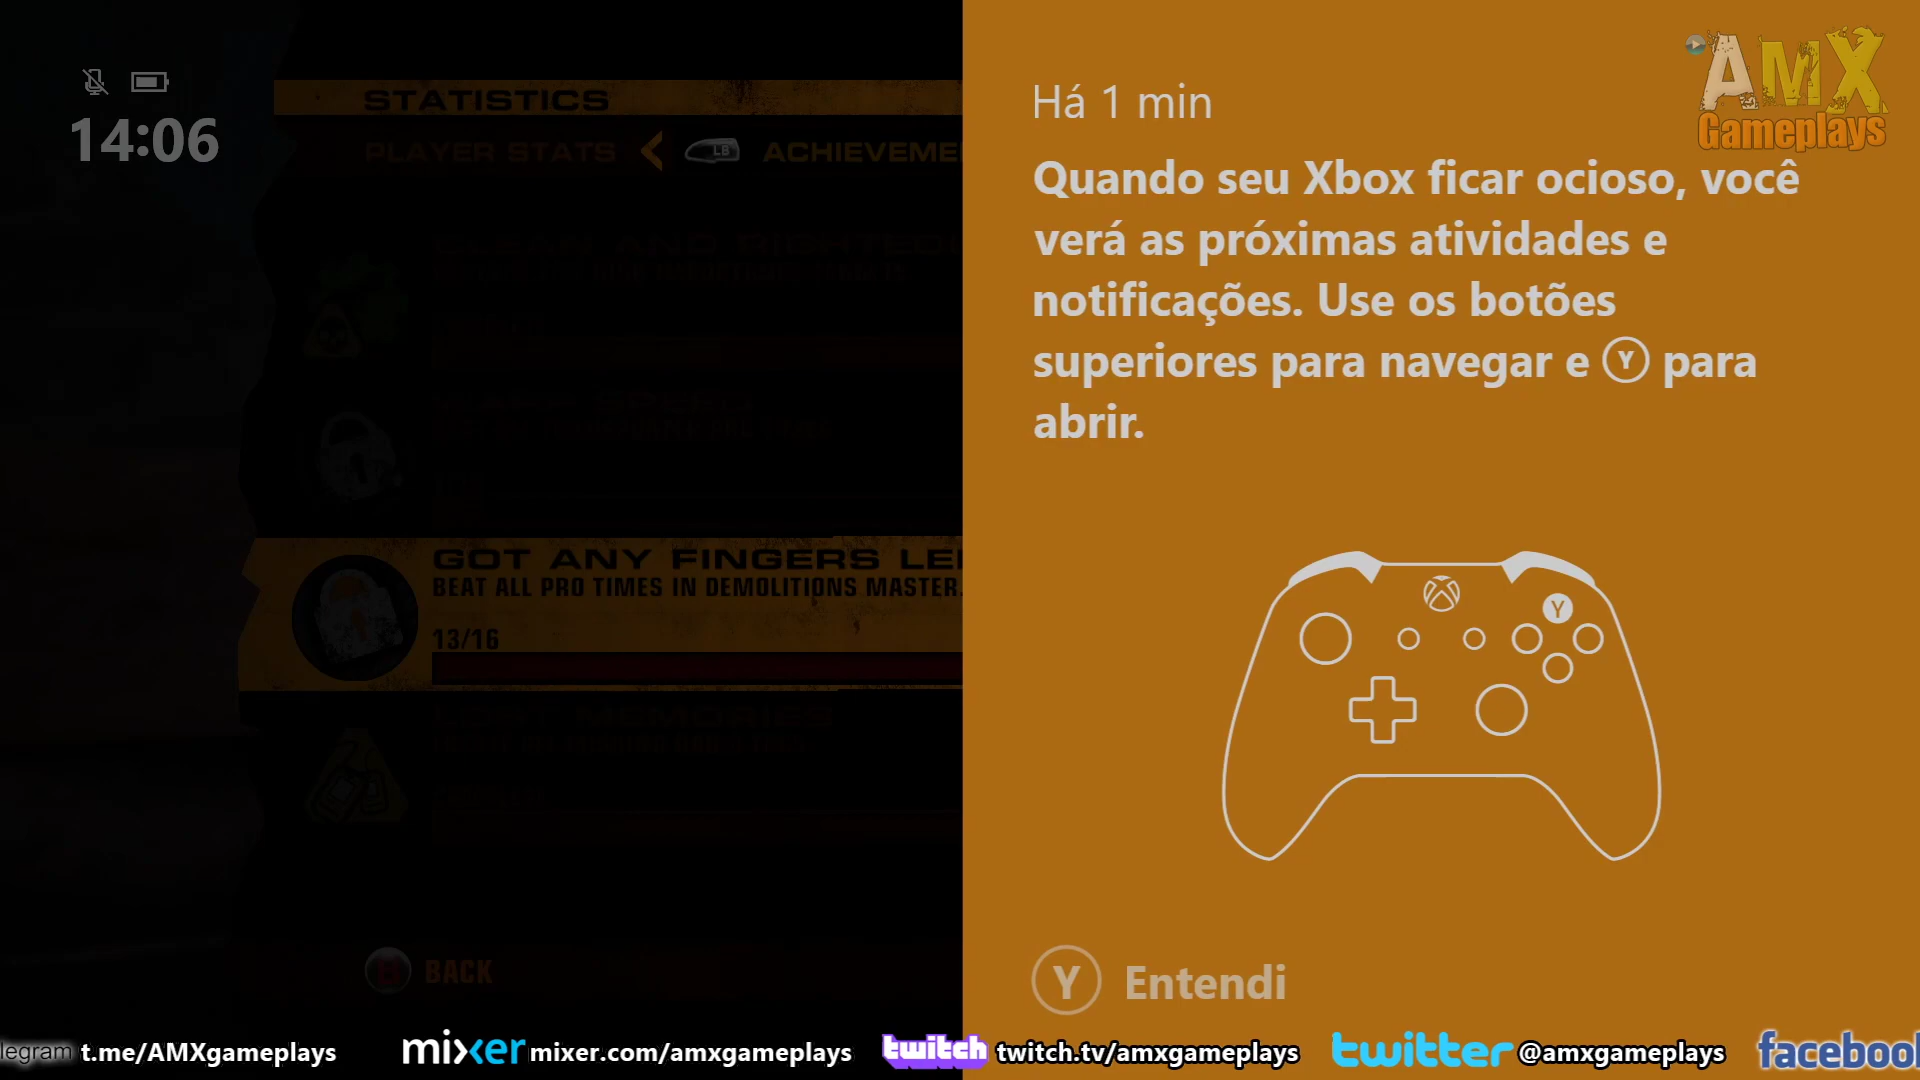 14:06
STATISTICS
PLAYER STATS LB ACHIEVEME
GOT ANY FINGERS LE
BEAT ALL PRO TIMES IN DEMOLITIONS MASTER.
13/16
BACK
AMX
Gameplays
Há 1 min
Quando seu Xbox ficar ocioso, você
verá as próximas atividades e
notificações. Use os botões
superiores para navegar e Y para
abrir.
Y
Y Entendi
legram t.me/AMXgameplays mixer mixer.com/amxgameplays twitch twitch.tv/amxgameplays twitter @amxgameplays facebook